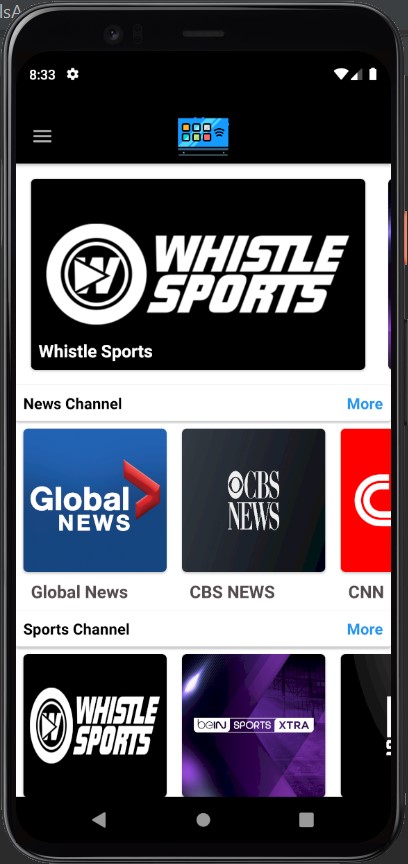 lsA
8:33
WHISTLE
SPORTS
Whistle Sports
News Channel
More
Global
NEWS
CBS
NEWS
Global News
CBS NEWS
CNN
Sports Channel
More
WHISTLE
SPORTS
beIN SPORTS XTRA